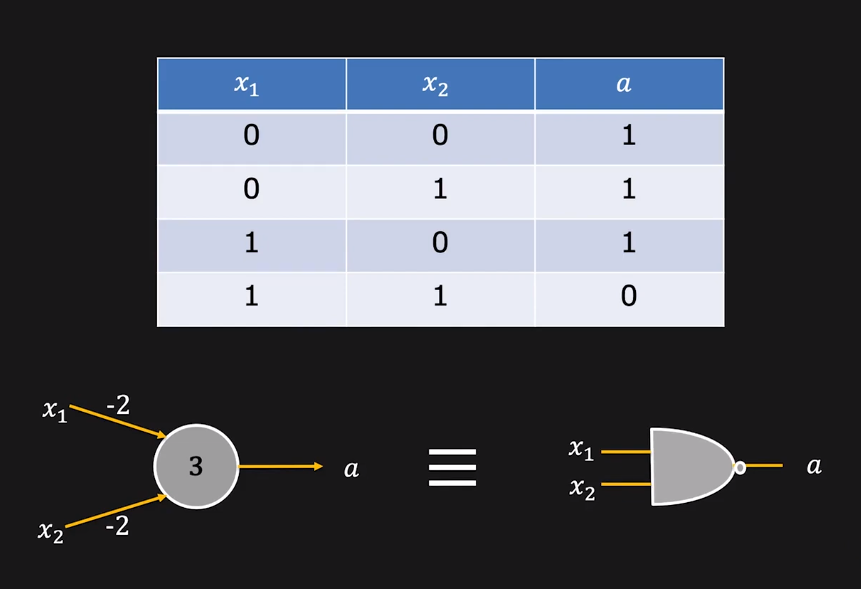 x₁ x₂ a
0 0 1
0 1 1
1 0 1
1 1 0
x₁ -2
3 a
x₂ -2
x₁
x₂
a